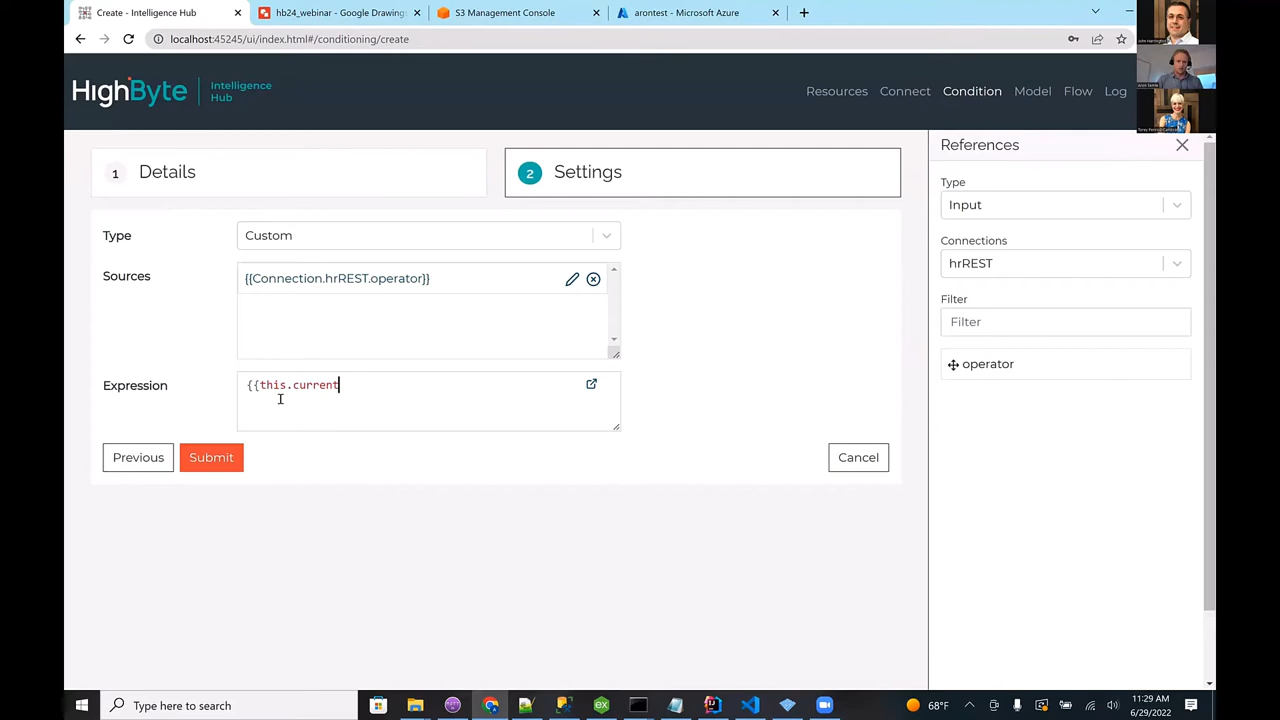 Create - Intelligence Hub
hb24_webinar - Google Drawing
S3 Management Console
arontest - Microsoft Azure
localhost:45245/ui/index.html#/conditioning/create
HighByte
Intelligence
Hub
Resources Connect Condition Model Flow Log
1 Details
2 Settings
References
Type
Input
Connections
hrREST
Filter
Filter
operator
Type
Custom
Sources
{{Connection.hrREST.operator}}
Expression
{{this.current
Previous
Submit
Cancel
Type here to search
68°F
11:29 AM
6/29/2022